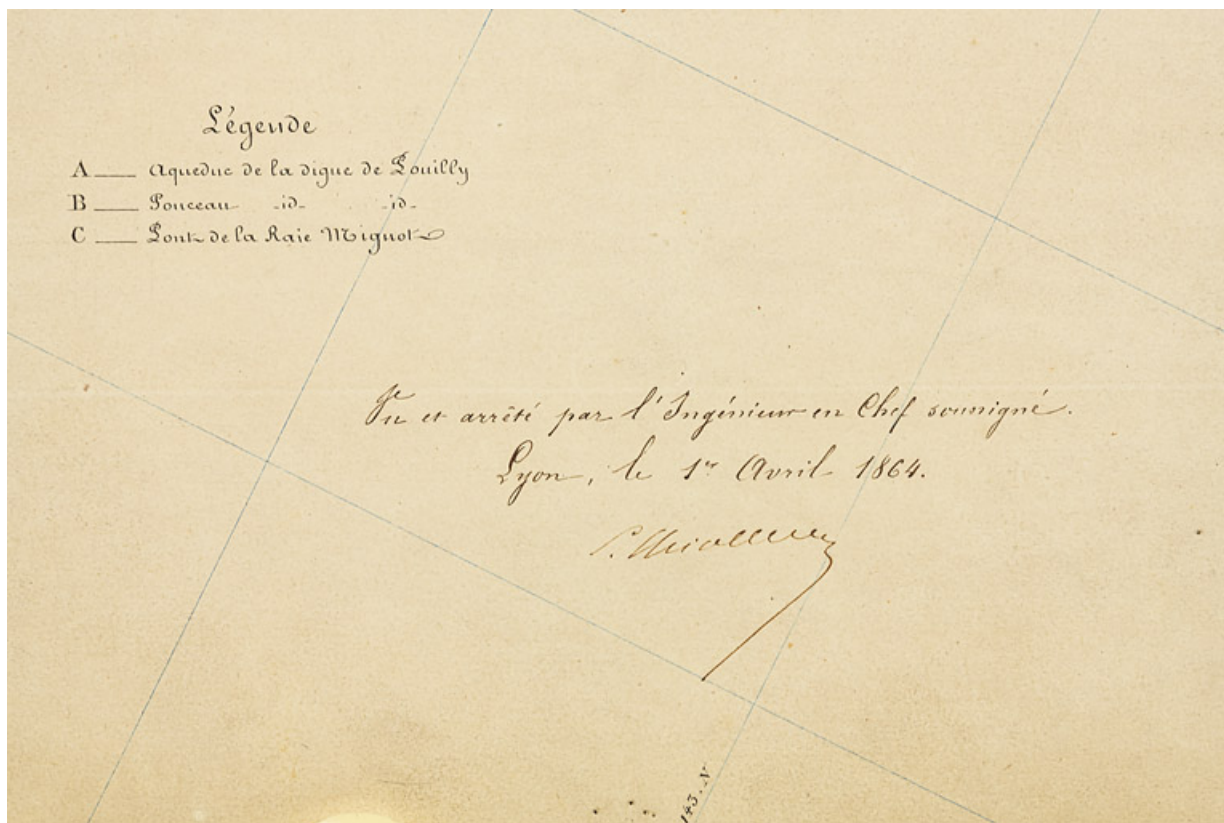 Légende
A ___ Aqueduc de la digue de Pouilly
B ___ Ponceau -id- -id-
C ___ Pont de la Raie Mignot
Vu et arrêté par l'Ingénieur en Chef soussigné.
Lyon, le 1er Avril 1864.
143. N